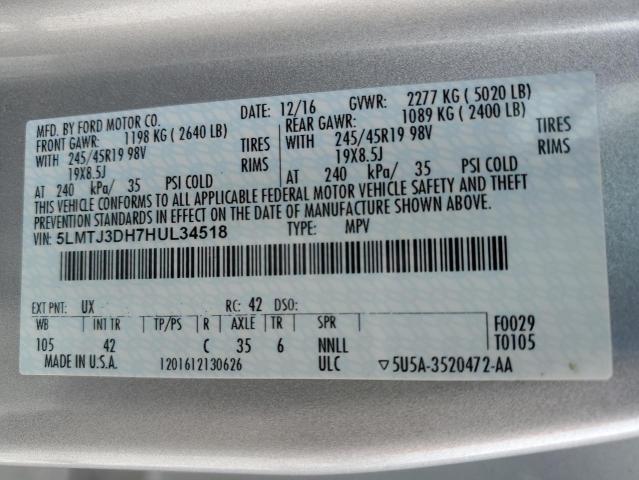 MFD. BY FORD MOTOR CO. DATE: 12/16 GVWR: 2277 KG ( 5020 LB)
FRONT GAWR: 1198 KG ( 2640 LB) REAR GAWR: 1089 KG ( 2400 LB)
WITH 245/45R19 98V TIRES WITH 245/45R19 98V TIRES
19X8.5J RIMS 19X8.5J RIMS
AT 240 kPa/ 35 PSI COLD AT 240 kPa/ 35 PSI COLD
THIS VEHICLE CONFORMS TO ALL APPLICABLE FEDERAL MOTOR VEHICLE SAFETY AND THEFT
PREVENTION STANDARDS IN EFFECT ON THE DATE OF MANUFACTURE SHOWN ABOVE.
VIN: 5LMTJ3DH7HUL34518 TYPE: MPV
EXT PNT: UX RC: 42 DSO:
WB INT TR TP/PS R AXLE TR SPR F0029
105 42 C 35 6 NNLL T0105
MADE IN U.S.A. 1201612130626 ULC ▽5U5A-3520472-AA